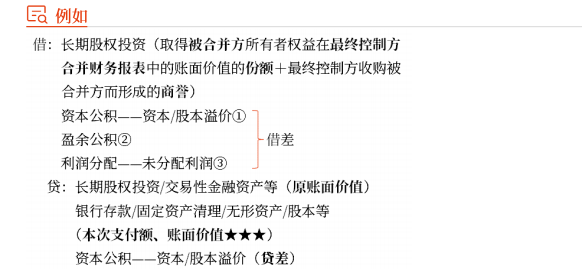 例如
借：长期股权投资（取得被合并方所有者权益在最终控制方
合并财务报表中的账面价值的份额＋最终控制方收购被
合并方而形成的商誉）
资本公积——资本/股本溢价①
盈余公积②
借差
利润分配——未分配利润③
贷：长期股权投资/交易性金融资产等（原账面价值）
银行存款/固定资产清理/无形资产/股本等
（本次支付额、账面价值★★★）
资本公积——资本/股本溢价（贷差）